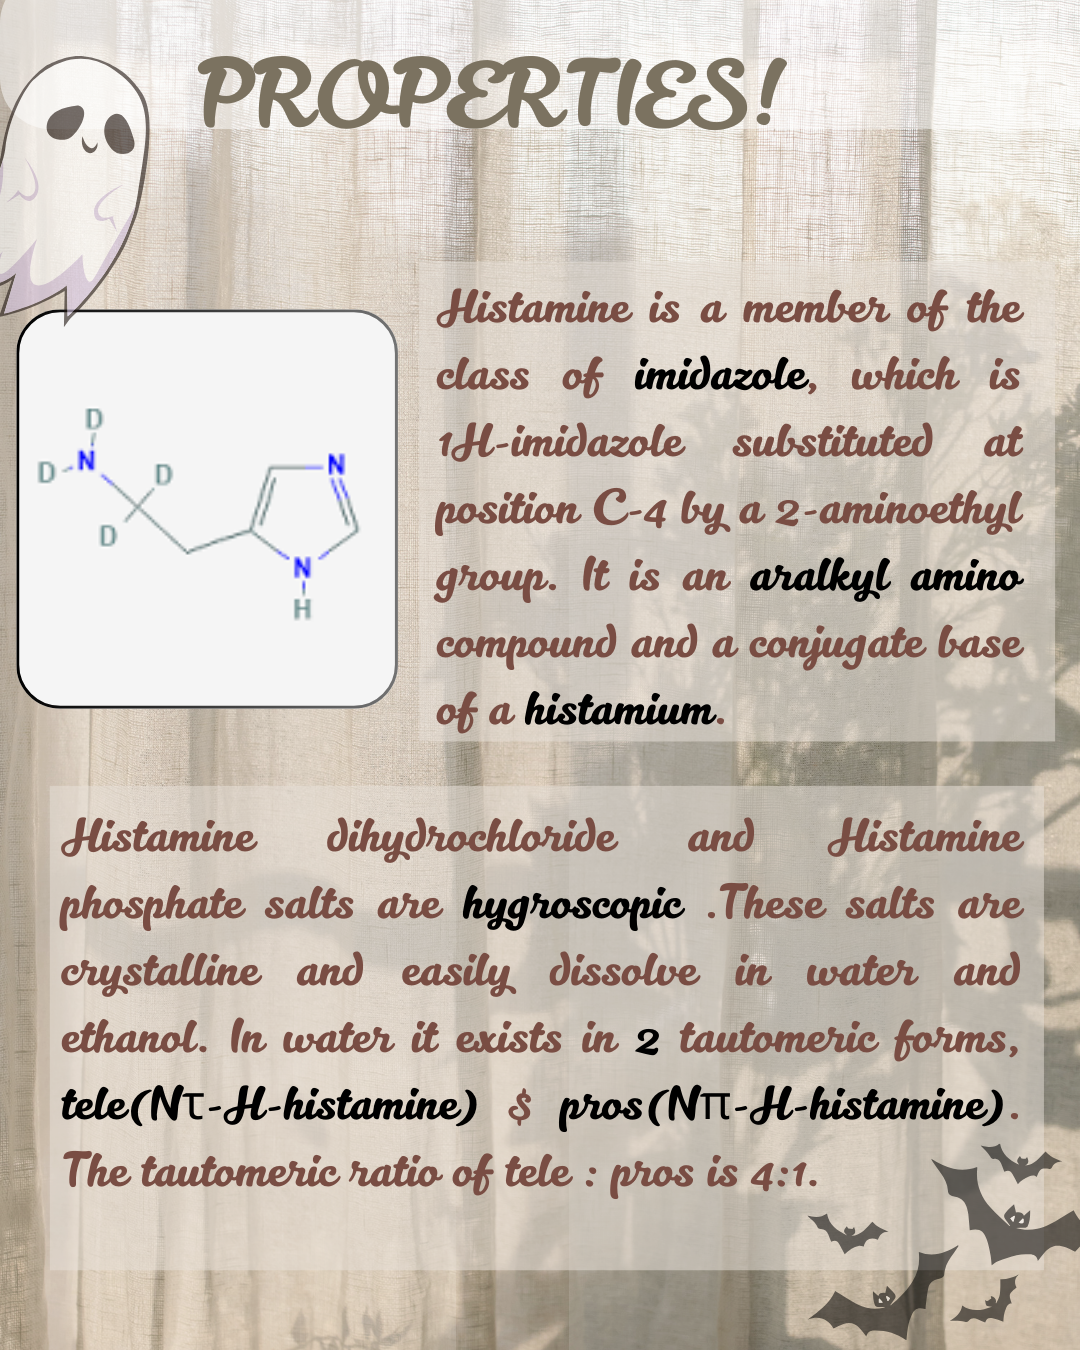 PROPERTIES!
D
D
N
D
D
N
N
H
Histamine is a member of the
class of imidazole, which is
1H-imidazole substituted at
position C-4 by a 2-aminoethyl
group. It is an aralkyl amino
compound and a conjugate base
of a histamium.
Histamine dihydrochloride and Histamine
phosphate salts are hygroscopic .These salts are
crystalline and easily dissolve in water and
ethanol. In water it exists in 2 tautomeric forms,
tele(Nτ-H-histamine) $ pros(Nπ-H-histamine).
The tautomeric ratio of tele : pros is 4:1.